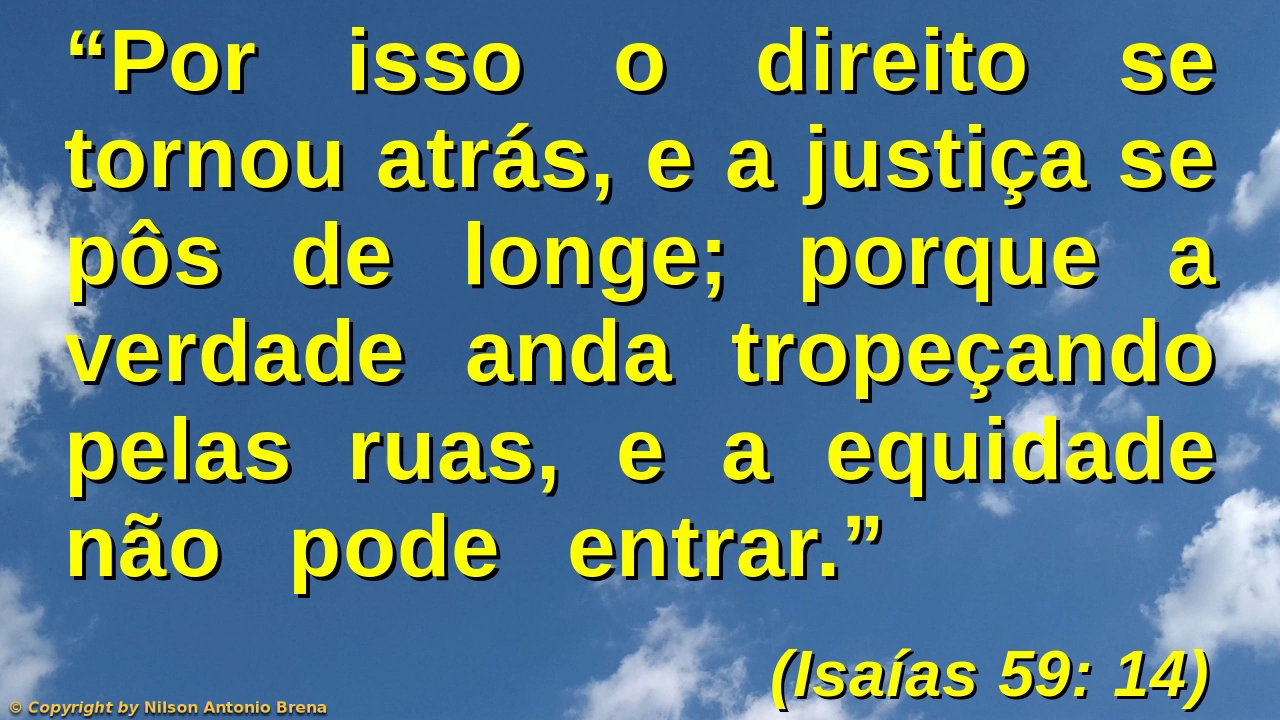 “Por isso o direito se
tornou atrás, e a justiça se
pôs de longe; porque a
verdade anda tropeçando
pelas ruas, e a equidade
não pode entrar.”
(Isaías 59: 14)
© Copyright by Nilson Antonio Brena